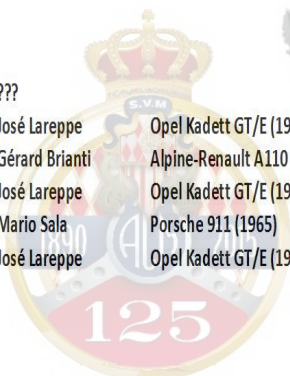 ???
José Lareppe Opel Kadett GT/E (19
Gérard Brianti Alpine-Renault A110
José Lareppe Opel Kadett GT/E (19
Mario Sala Porsche 911 (1965)
José Lareppe Opel Kadett GT/E (19
S.V.M
1890
125